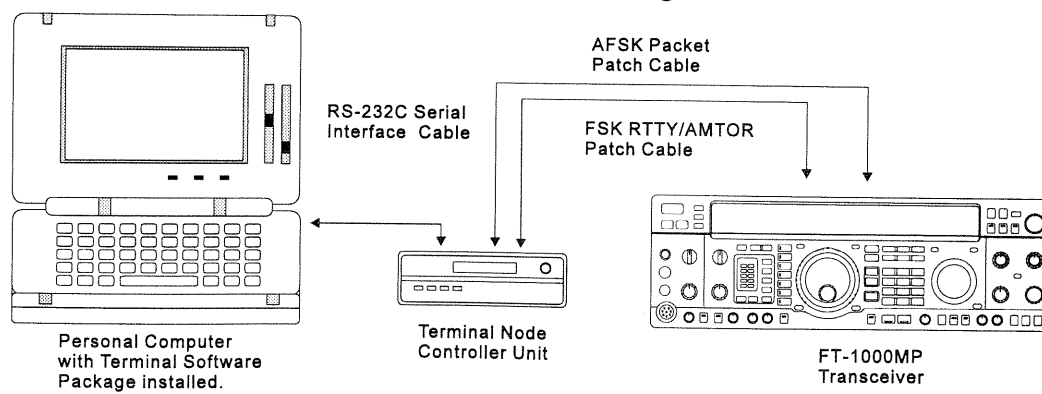 AFSK Packet
Patch Cable
RS-232C Serial
Interface Cable
FSK RTTY/AMTOR
Patch Cable
Personal Computer
with Terminal Software
Package installed.
Terminal Node
Controller Unit
FT-1000MP
Transceiver